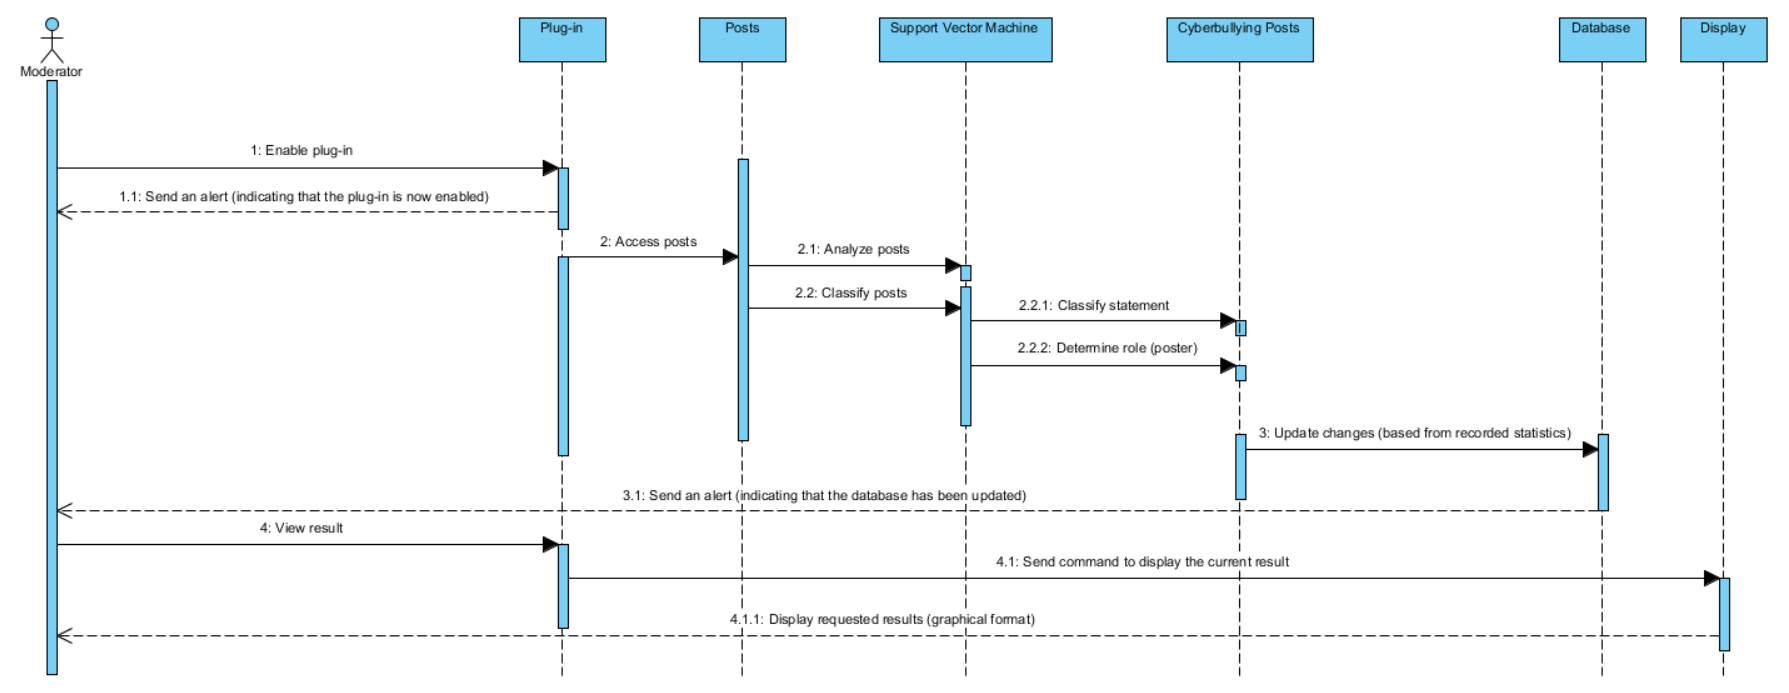 Plug-in
Posts
Support Vector Machine
Cyberbullying Posts
Database
Display
Moderator
1: Enable plug-in
1.1: Send an alert (indicating that the plug-in is now enabled)
2: Access posts
2.1: Analyze posts
2.2: Classify posts
2.2.1: Classify statement
2.2.2: Determine role (poster)
3: Update changes (based from recorded statistics)
3.1: Send an alert (indicating that the database has been updated)
4: View result
4.1: Send command to display the current result
4.1.1: Display requested results (graphical format)